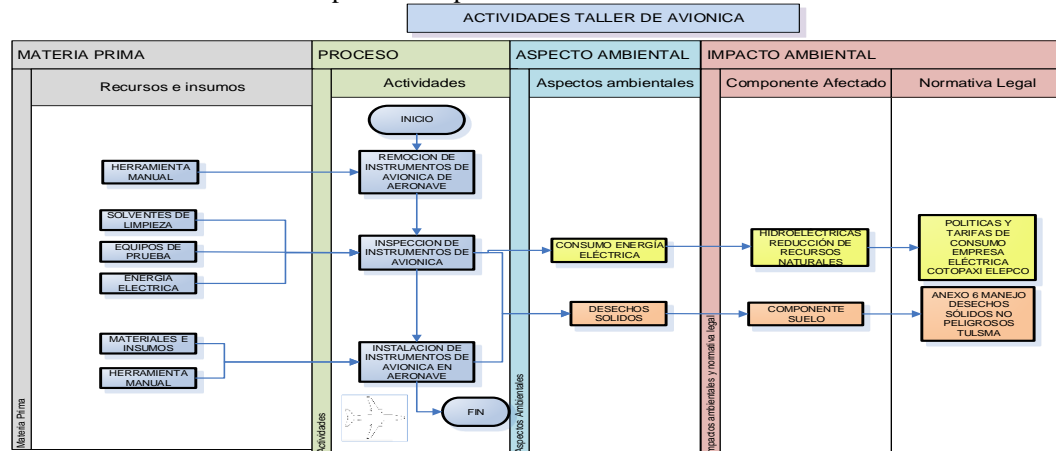 ACTIVIDADES TALLER DE AVIONICA
MATERIA PRIMA
PROCESO
ASPECTO AMBIENTAL
IMPACTO AMBIENTAL
Recursos e insumos
Actividades
Aspectos ambientales
Componente Afectado
Normativa Legal
INICIO
HERRAMIENTA
MANUAL
REMOCION DE
INSTRUMENTOS DE
AVIONICA DE
AERONAVE
SOLVENTES DE
LIMPIEZA
EQUIPOS DE
PRUEBA
ENERGIA
ELECTRICA
INSPECCION DE
INSTRUMENTOS DE
AVIONICA
CONSUMO ENERGÍA
ELÉCTRICA
HIDROELECTRICAS
REDUCCIÓN DE
RECURSOS
NATURALES
POLITICAS Y
TARIFAS DE
CONSUMO
EMPRESA
ELÉCTRICA
COTOPAXI ELEPCO
DESECHOS
SOLIDOS
COMPONENTE
SUELO
ANEXO 6 MANEJO
DESECHOS
SÓLIDOS NO
PELIGROSOS
TULSMA
MATERIALES E
INSUMOS
HERRAMIENTA
MANUAL
INSTALACION DE
INSTRUMENTOS DE
AVIONICA EN
AERONAVE
FIN
Materia Prima
Actividades
Aspectos Ambientales
Impactos ambientales y normativa legal